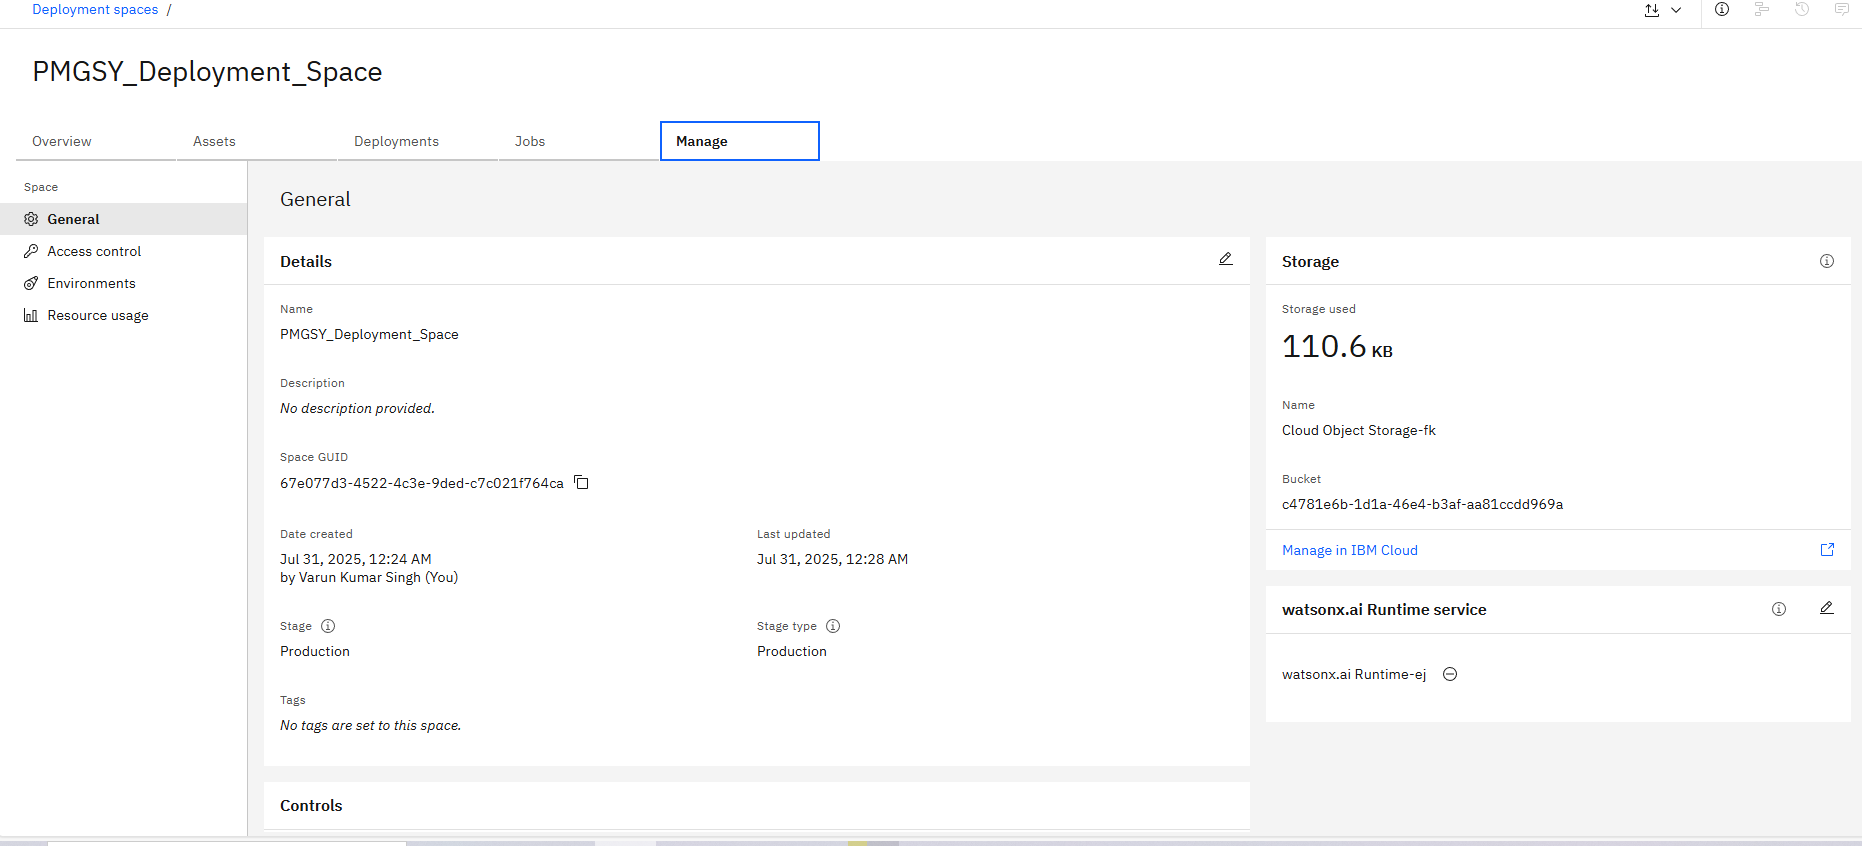 Deployment spaces /
PMGSY_Deployment_Space
Overview
Assets
Deployments
Jobs
Manage
Space
General
Access control
Environments
Resource usage
General
Details
Name
PMGSY_Deployment_Space
Description
No description provided.
Space GUID
67e077d3-4522-4c3e-9ded-c7c021f764ca
Date created
Jul 31, 2025, 12:24 AM
by Varun Kumar Singh (You)
Last updated
Jul 31, 2025, 12:28 AM
Stage
Production
Stage type
Production
Tags
No tags are set to this space.
Controls
Storage
Storage used
110.6 KB
Name
Cloud Object Storage-fk
Bucket
c4781e6b-1d1a-46e4-b3af-aa81ccdd969a
Manage in IBM Cloud
watsonx.ai Runtime service
watsonx.ai Runtime-ej